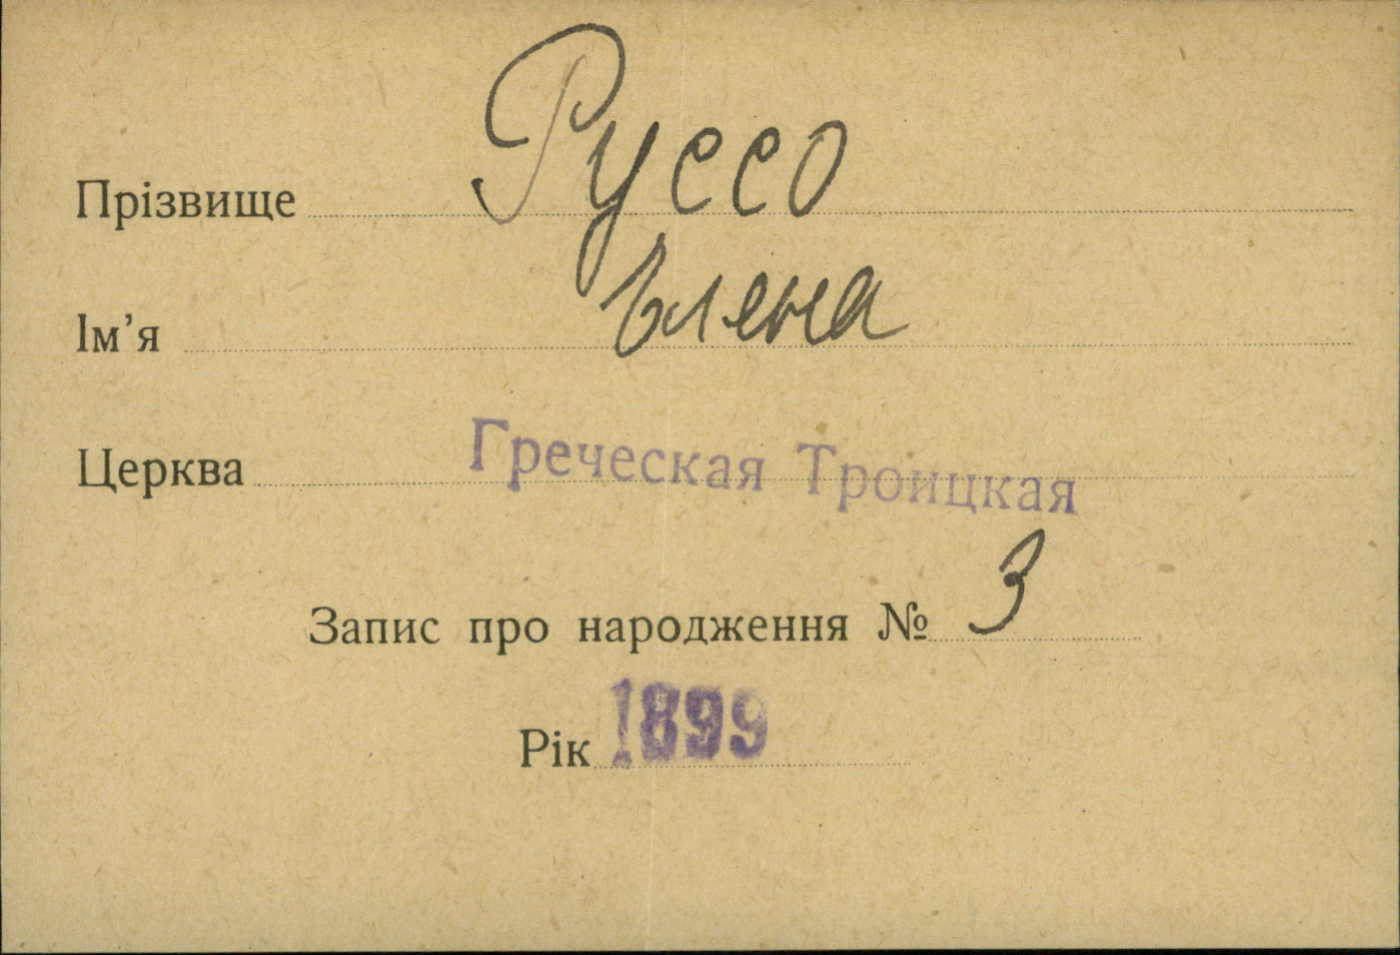 Прізвище Руссо
Ім'я Елена
Церква Греческая Троицкая
Запис про народження № 3
Рік 1899